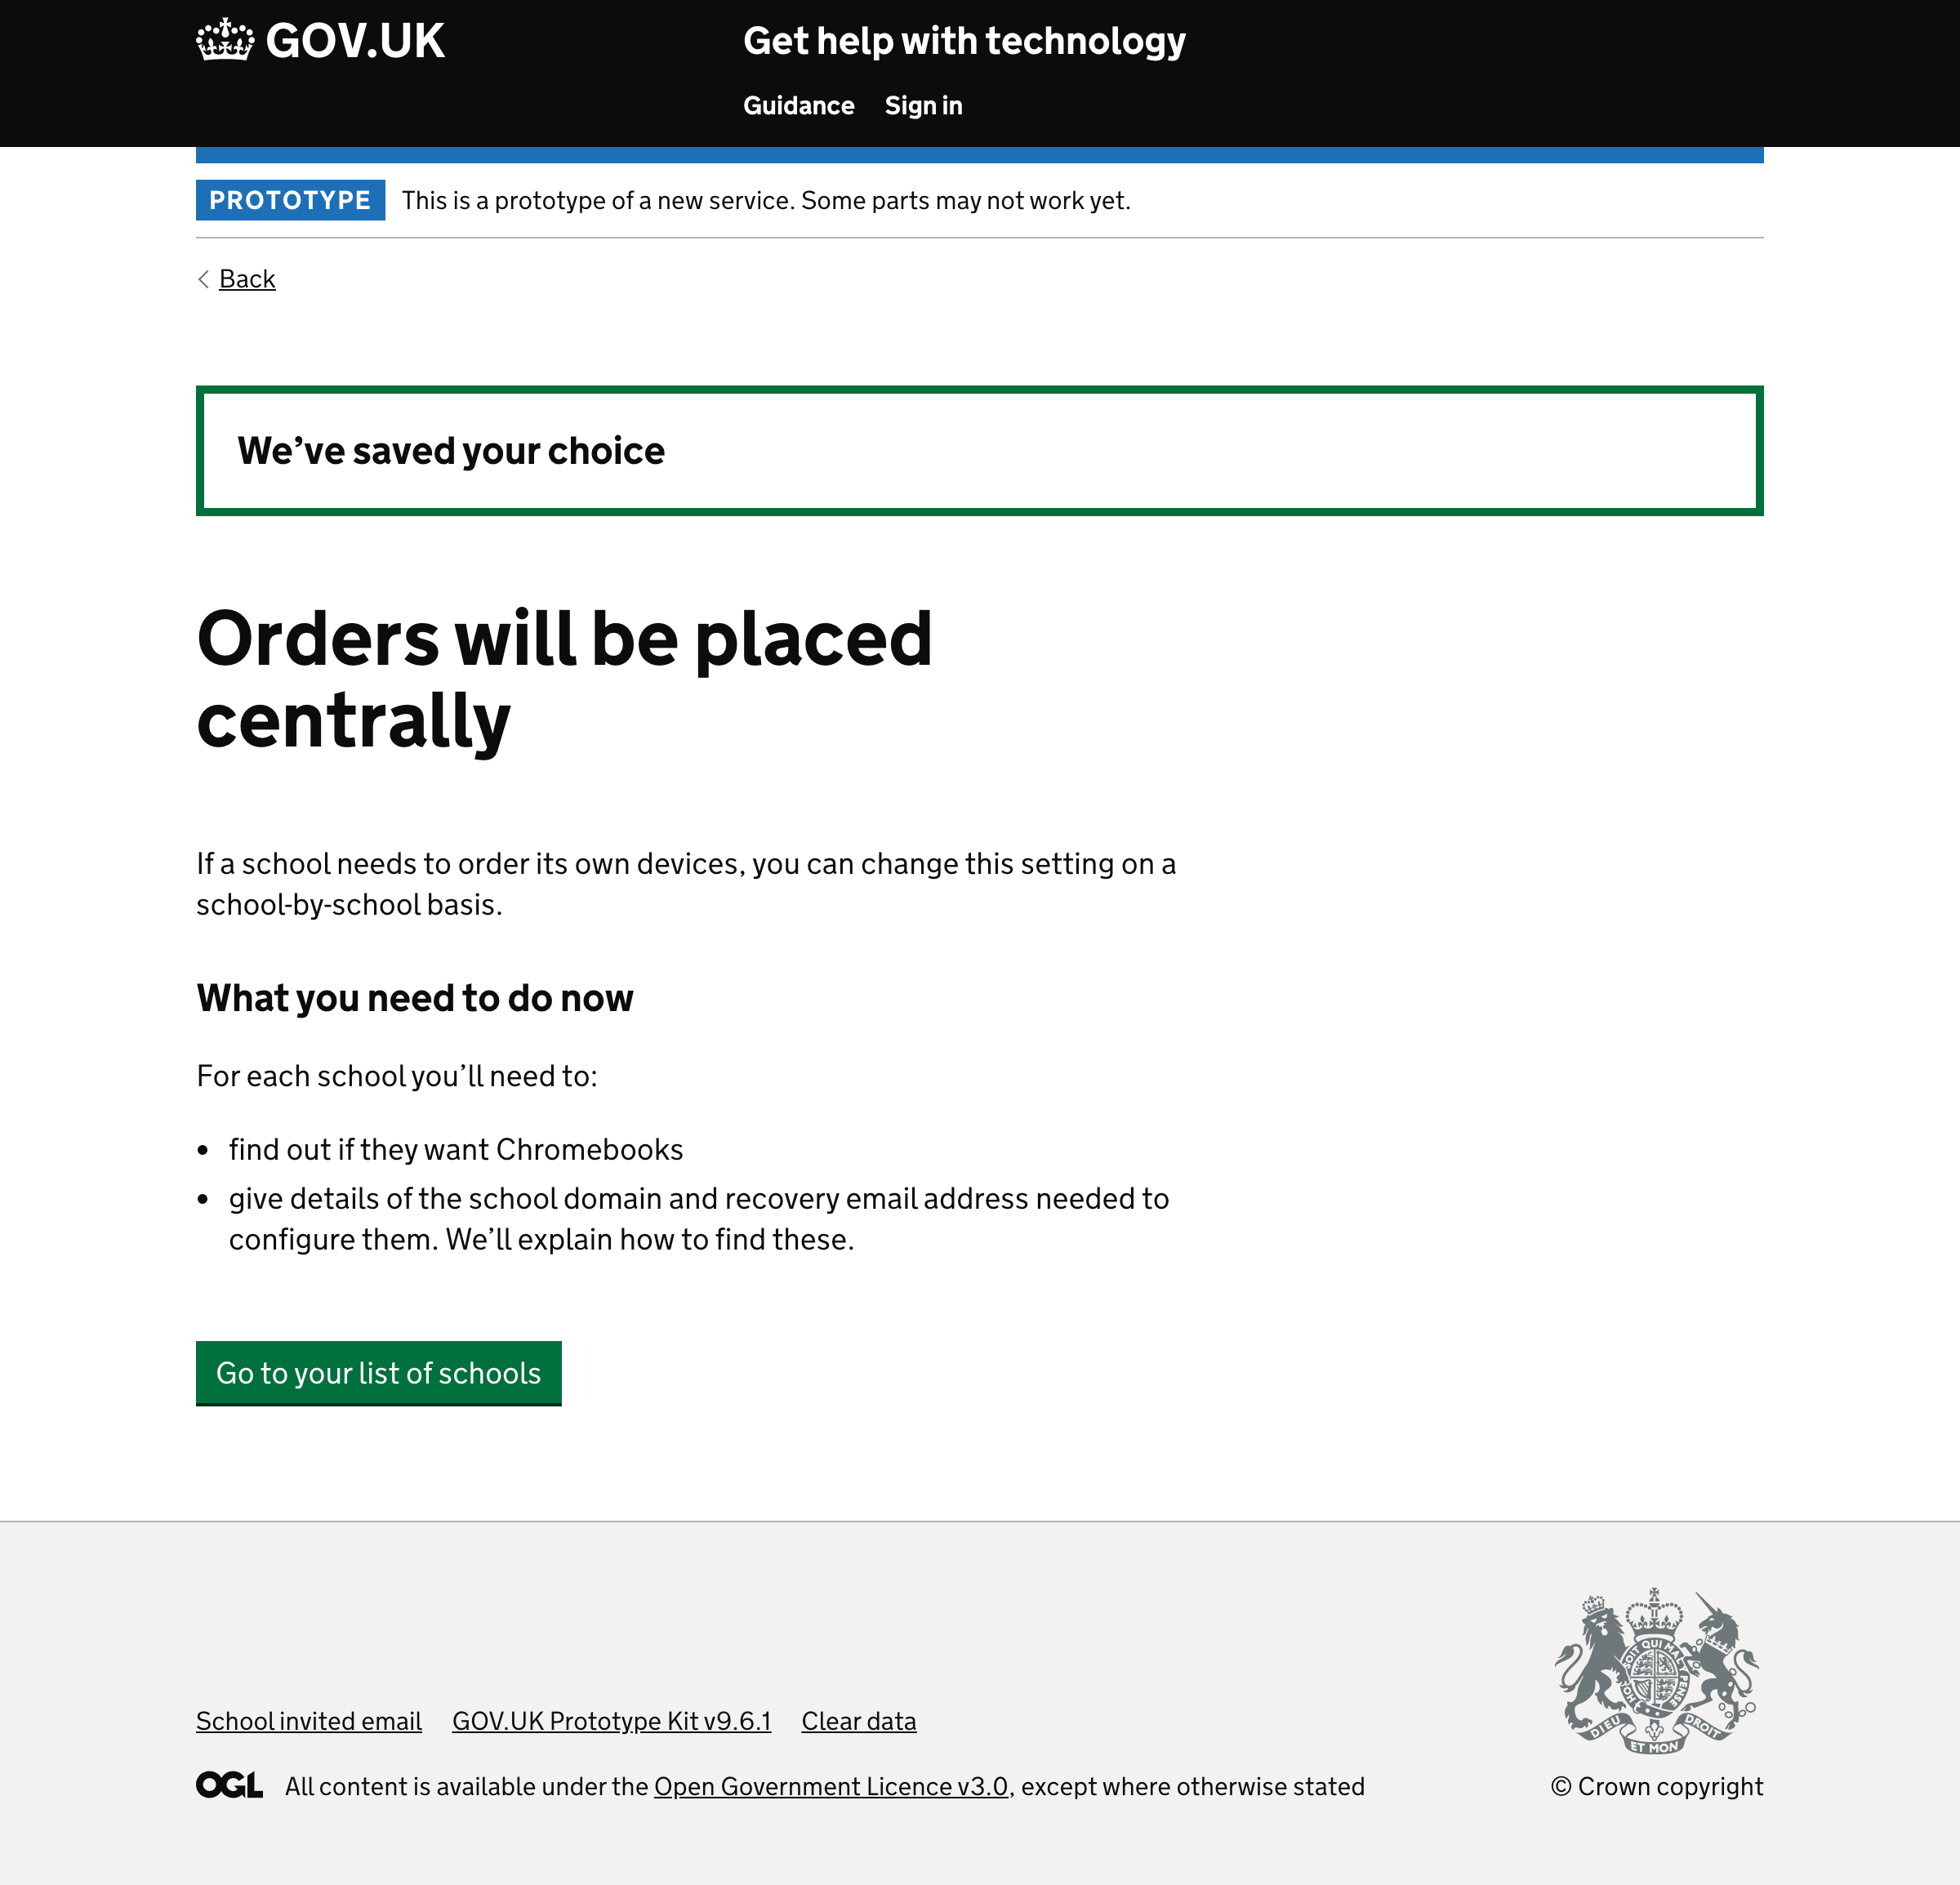 GOV.UK
Get help with technology
Guidance Sign in
PROTOTYPE This is a prototype of a new service. Some parts may not work yet.
Back
We’ve saved your choice
Orders will be placed
centrally
If a school needs to order its own devices, you can change this setting on a
school-by-school basis.
What you need to do now
For each school you’ll need to:
• find out if they want Chromebooks
• give details of the school domain and recovery email address needed to
configure them. We’ll explain how to find these.
Go to your list of schools
School invited email GOV.UK Prototype Kit v9.6.1 Clear data
OGL All content is available under the Open Government Licence v3.0, except where otherwise stated
DIEU ET MON DROIT
© Crown copyright